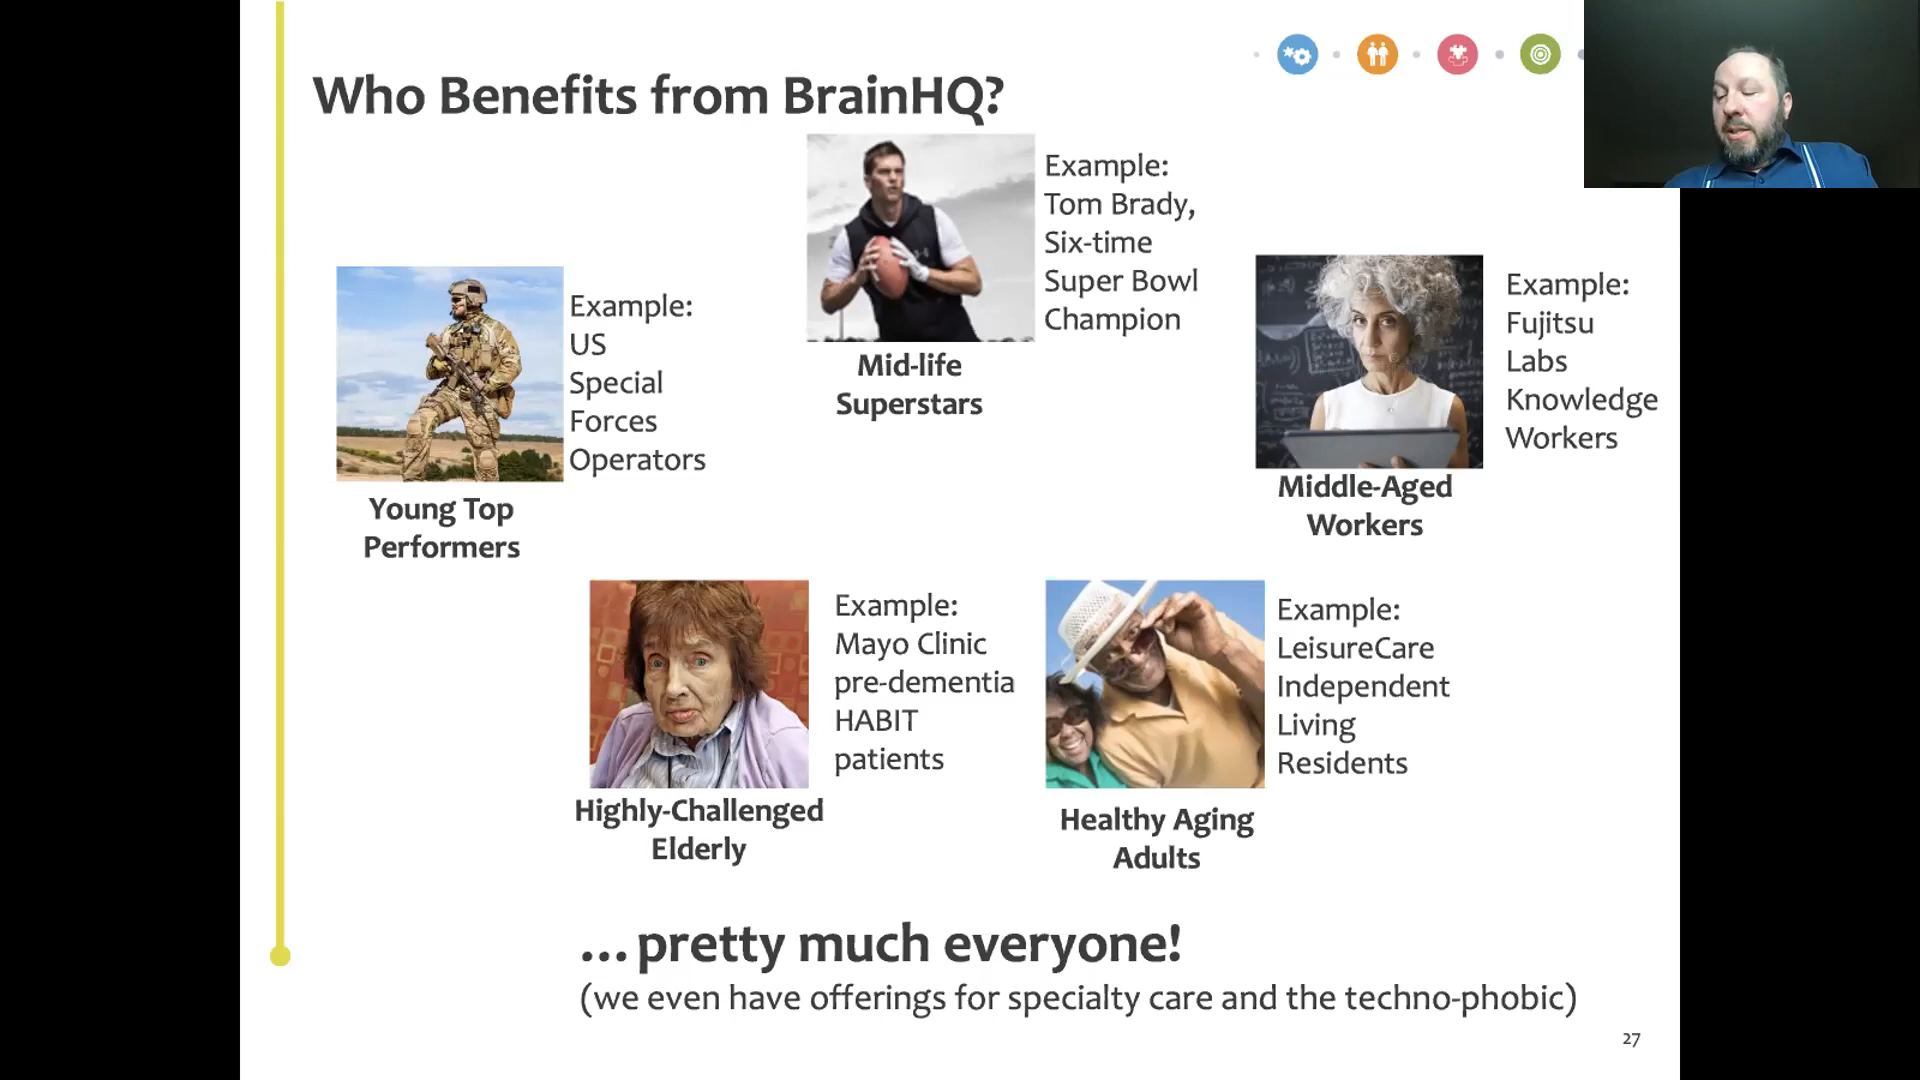 Who Benefits from BrainHQ?
Example:
Tom Brady,
Six-time
Super Bowl
Champion
Mid-life
Superstars
Example:
US
Special
Forces
Operators
Young Top
Performers
Example:
Fujitsu
Labs
Knowledge
Workers
Middle-Aged
Workers
Example:
Mayo Clinic
pre-dementia
HABIT
patients
Highly-Challenged
Elderly
Example:
LeisureCare
Independent
Living
Residents
Healthy Aging
Adults
...pretty much everyone!
(we even have offerings for specialty care and the techno-phobic)
27